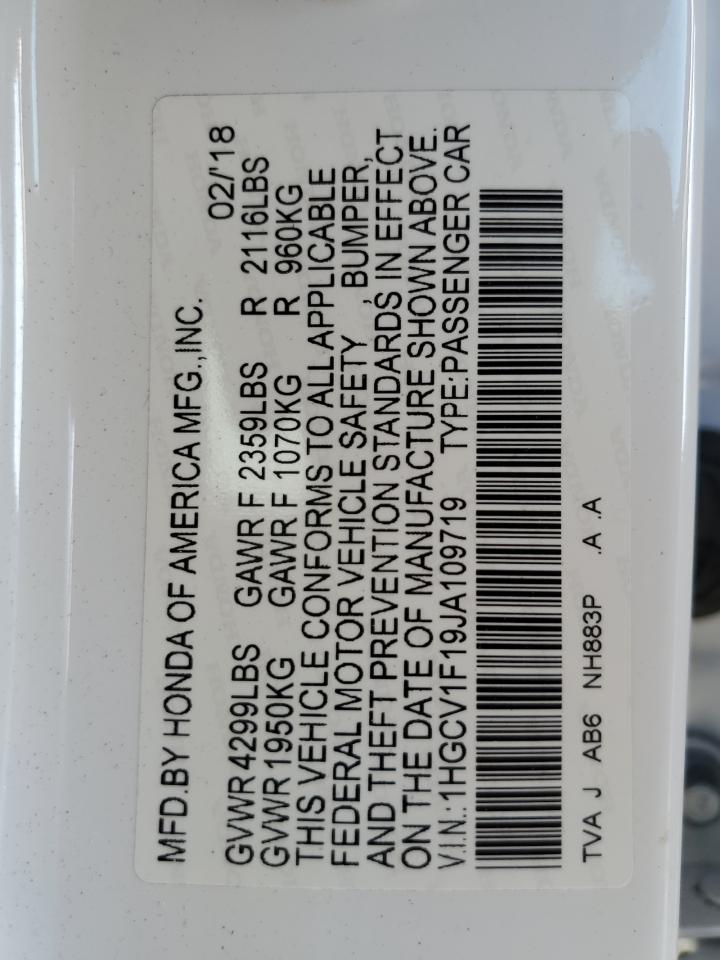 MFD.BY HONDA OF AMERICA MFG.,INC.
02/'18
GVWR 4299LBS GAWR F 2359LBS R 2116LBS
GVWR 1950KG GAWR F 1070KG R 960KG
THIS VEHICLE CONFORMS TO ALL APPLICABLE
FEDERAL MOTOR VEHICLE SAFETY , BUMPER,
AND THEFT PREVENTION STANDARDS IN EFFECT
ON THE DATE OF MANUFACTURE SHOWN ABOVE.
V.I.N.:1HGCV1F19JA109719 TYPE:PASSENGER CAR
TVA J AB6 NH883P .A .A